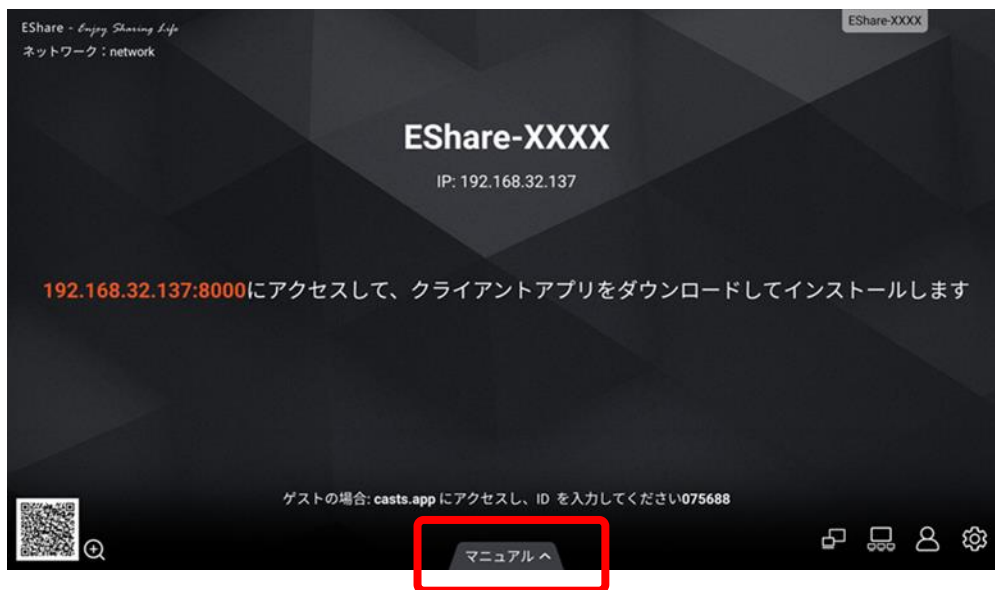 EShare - Enjoy Sharing Life
EShare-XXXX
ネットワーク：network
EShare-XXXX
IP: 192.168.32.137
192.168.32.137:8000にアクセスして、クライアントアプリをダウンロードしてインストールします
ゲストの場合: casts.app にアクセスし、ID を入力してください075688
マニュアル